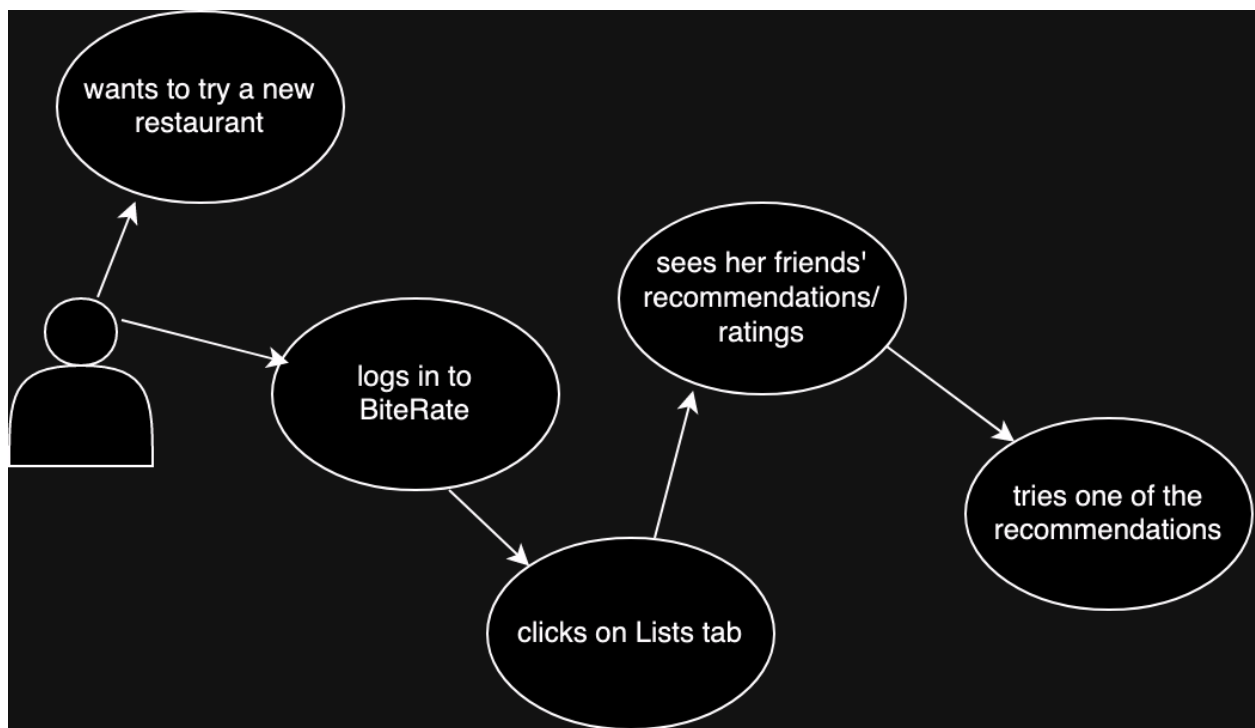 wants to try a new
restaurant
logs in to
BiteRate
clicks on Lists tab
sees her friends'
recommendations/
ratings
tries one of the
recommendations